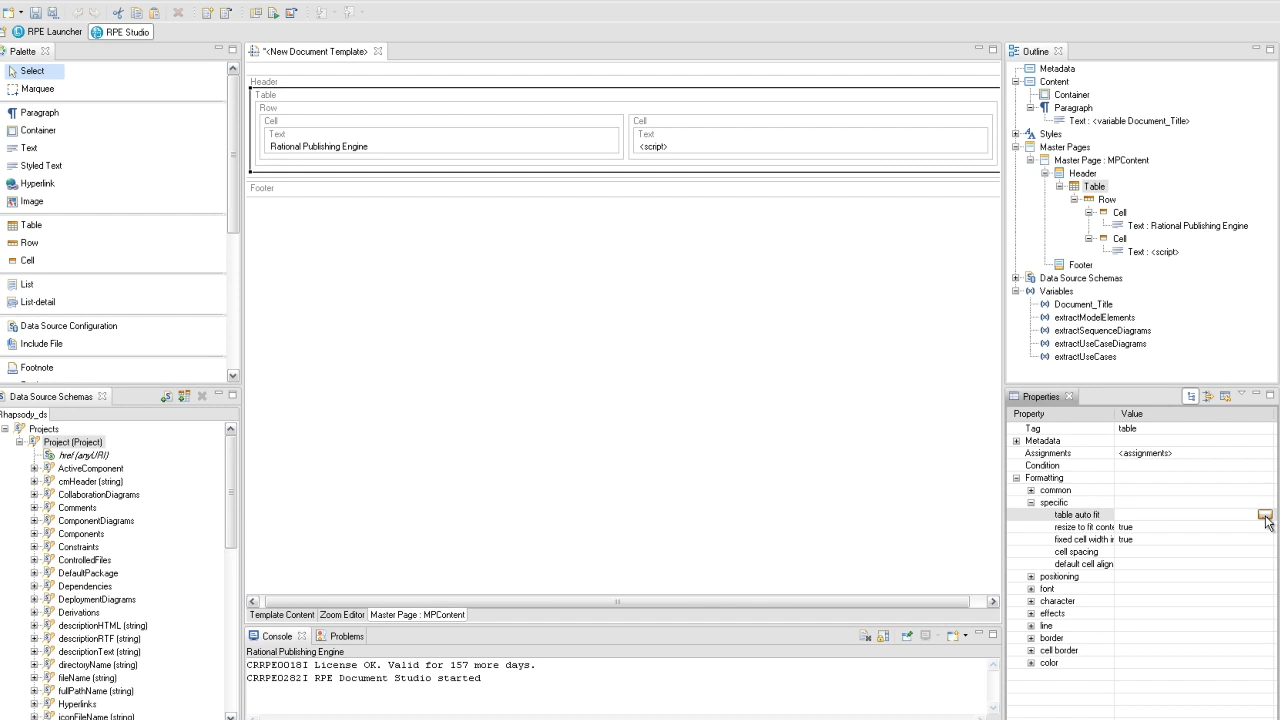 RPE Launcher
RPE Studio
Palette
Select
Marquee
Paragraph
Container
Text
Styled Text
Hyperlink
Image
Table
Row
Cell
List
List-detail
Data Source Configuration
Include File
Footnote
Data Source Schemas
Rhapsody_ds
Projects
Project (Project)
href (anyURI)
ActiveComponent
cmHeader (string)
CollaborationDiagrams
Comments
ComponentDiagrams
Components
Constraints
ControlledFiles
DefaultPackage
Dependencies
DeploymentDiagrams
Derivations
descriptionHTML (string)
descriptionRTF (string)
descriptionText (string)
directoryName (string)
fileName (string)
fullPathName (string)
Hyperlinks
iconFileName (string)
*<New Document Template>
Header
Table
Row
Cell
Text
Rational Publishing Engine
Cell
Text
<script>
Footer
Template Content
Zoom Editor
Master Page : MPContent
Console
Problems
Rational Publishing Engine
CRRPE0018I License OK. Valid for 157 more days.
CRRPE0282I RPE Document Studio started
Outline
Metadata
Content
Container
Paragraph
Text : <variable Document_Title>
Styles
Master Pages
Master Page : MPContent
Header
Table
Row
Cell
Text : Rational Publishing Engine
Cell
Text : <script>
Footer
Data Source Schemas
Variables
Document_Title
extractModelElements
extractSequenceDiagrams
extractUseCaseDiagrams
extractUseCases
Properties
Property Value
Tag table
Metadata
Assignments <assignments>
Condition
Formatting
common
specific
table auto fit
resize to fit conte true
fixed cell width in true
cell spacing
default cell align
positioning
font
character
effects
line
border
cell border
color